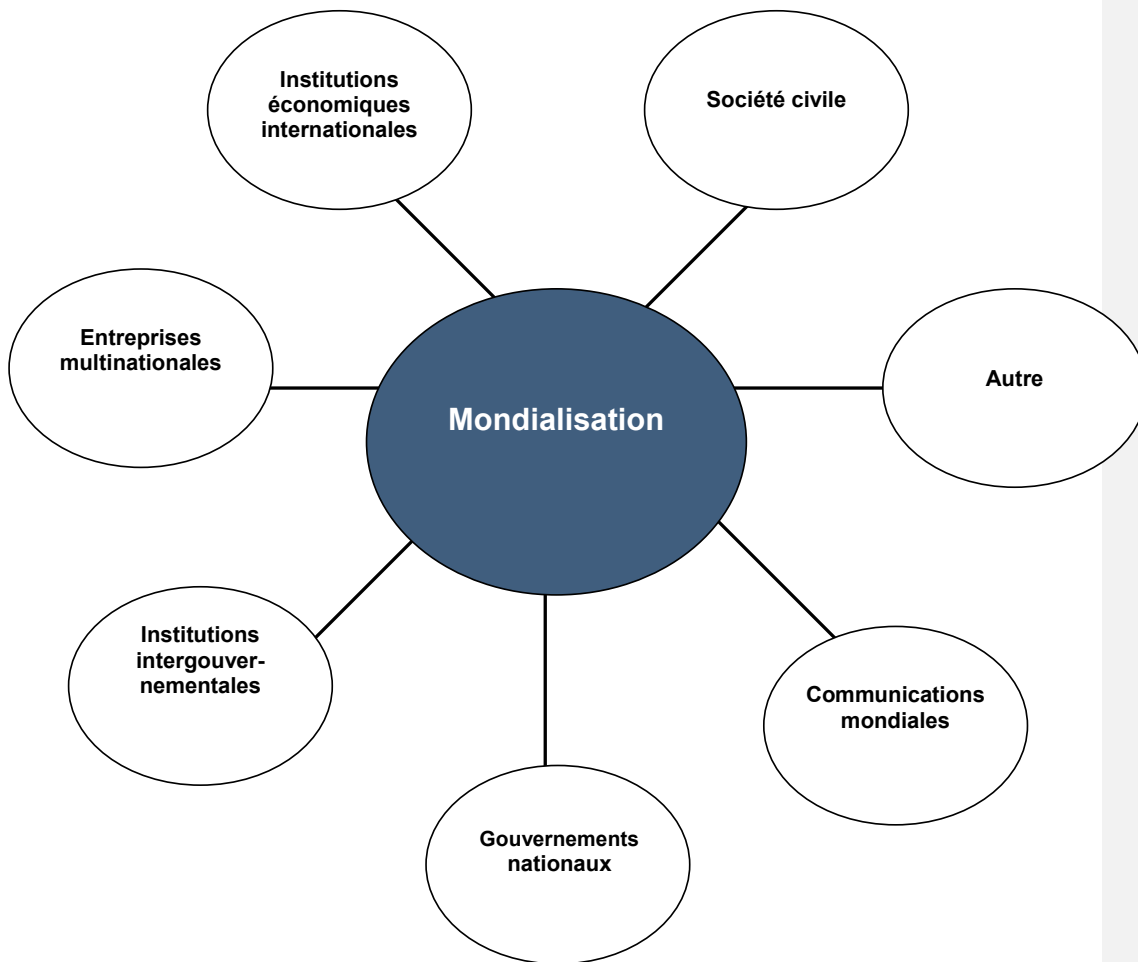 Institutions
économiques
internationales
Société civile
Entreprises
multinationales
Autre
Mondialisation
Institutions
intergouver-
nementales
Communications
mondiales
Gouvernements
nationaux